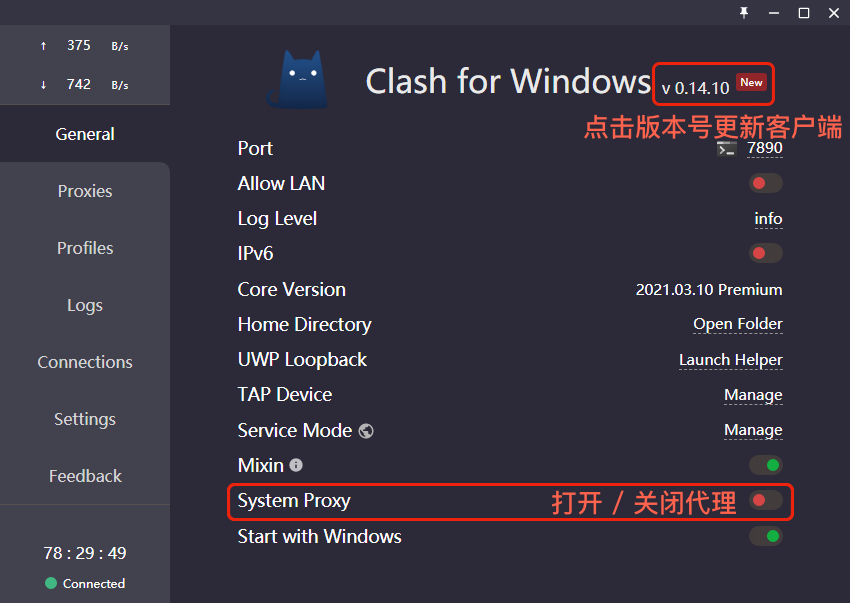 ↑ 375 B/s
↓ 742 B/s
General
Proxies
Profiles
Logs
Connections
Settings
Feedback
78 : 29 : 49
Connected
Clash for Windows v 0.14.10 New
点击版本号更新客户端
Port 7890
Allow LAN
Log Level info
IPv6
Core Version 2021.03.10 Premium
Home Directory Open Folder
UWP Loopback Launch Helper
TAP Device Manage
Service Mode Manage
Mixin
System Proxy 打开 / 关闭代理
Start with Windows